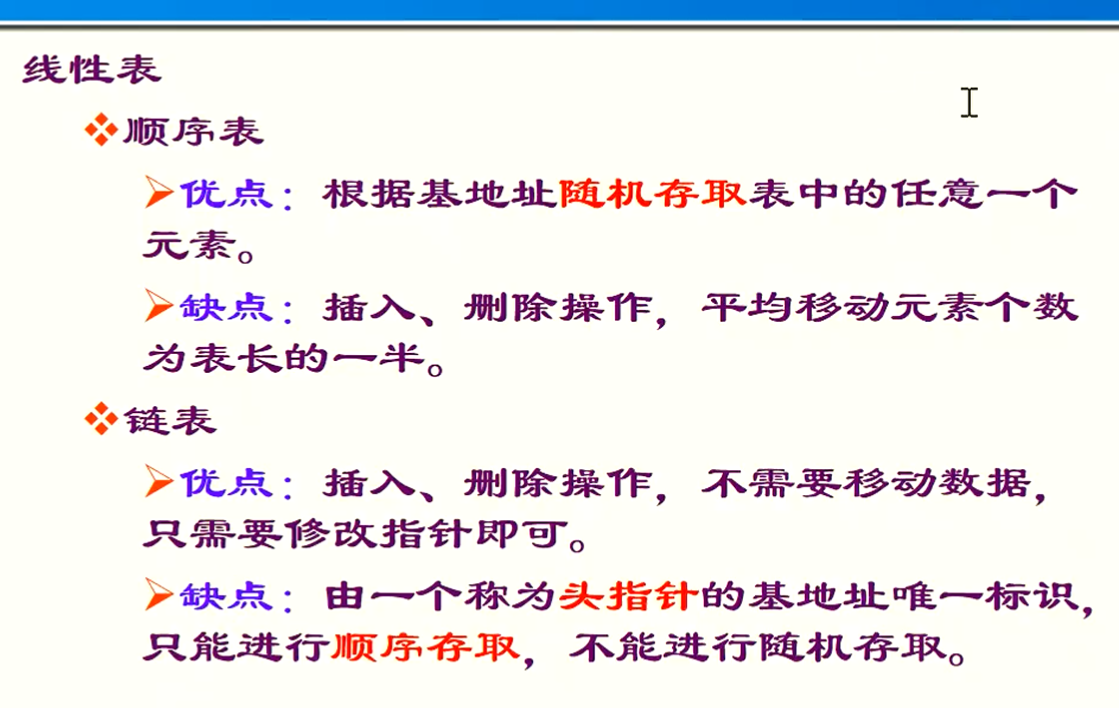 线性表
顺序表
优点：根据基地址随机存取表中的任意一个
元素。
缺点：插入、删除操作，平均移动元素个数
为表长的一半。
链表
优点：插入、删除操作，不需要移动数据，
只需要修改指针即可。
缺点：由一个称为头指针的基地址唯一标识，
只能进行顺序存取，不能进行随机存取。